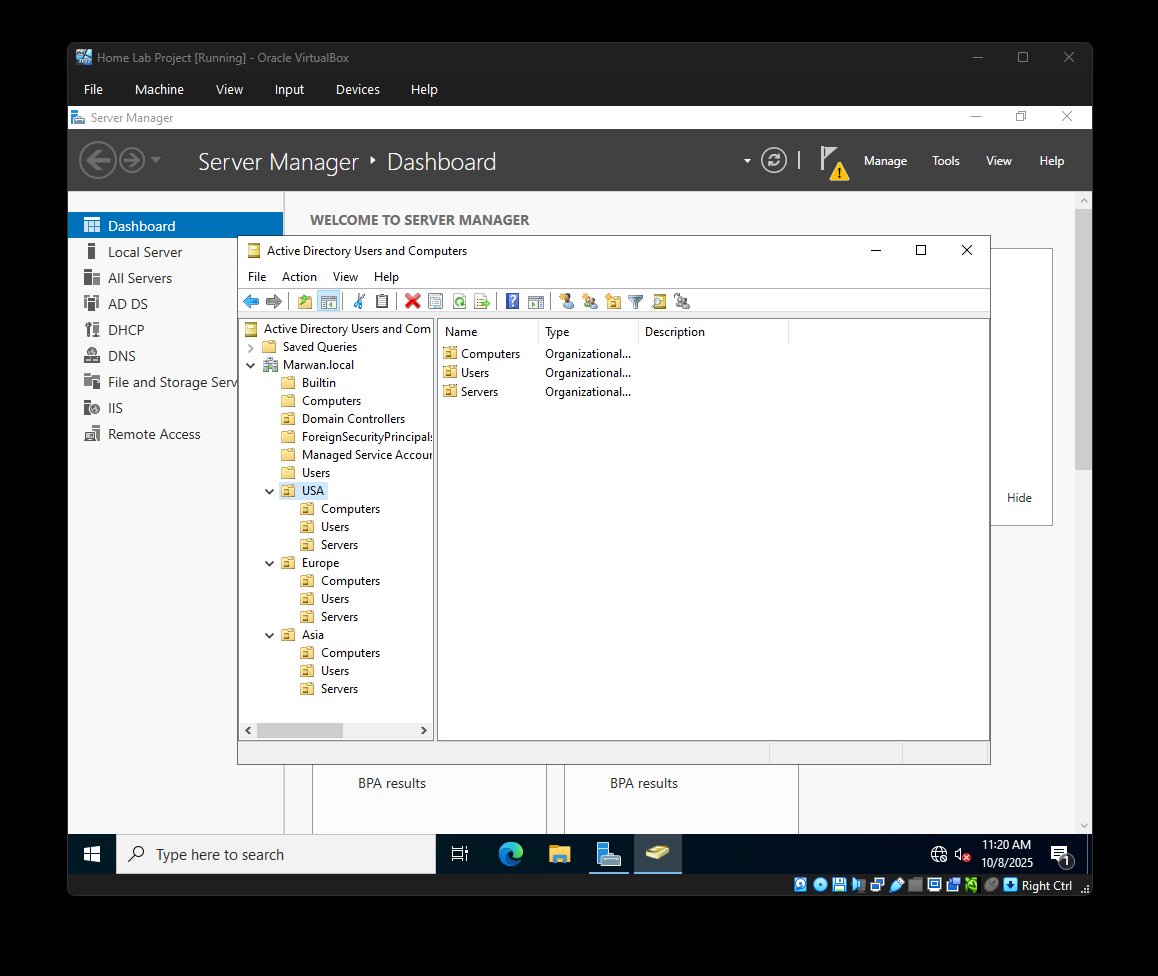 Home Lab Project [Running] - Oracle VirtualBox
File Machine View Input Devices Help
Server Manager
Server Manager Dashboard
Manage Tools View Help
Dashboard
Local Server
All Servers
AD DS
DHCP
DNS
File and Storage Serv
IIS
Remote Access
WELCOME TO SERVER MANAGER
Active Directory Users and Computers
File Action View Help
Active Directory Users and Com
Saved Queries
Marwan.local
Builtin
Computers
Domain Controllers
ForeignSecurityPrincipals
Managed Service Accour
Users
USA
Computers
Users
Servers
Europe
Computers
Users
Servers
Asia
Computers
Users
Servers
Name Type Description
Computers Organizational...
Users Organizational...
Servers Organizational...
Hide
BPA results BPA results
Type here to search
11:20 AM
10/8/2025
1
Right Ctrl